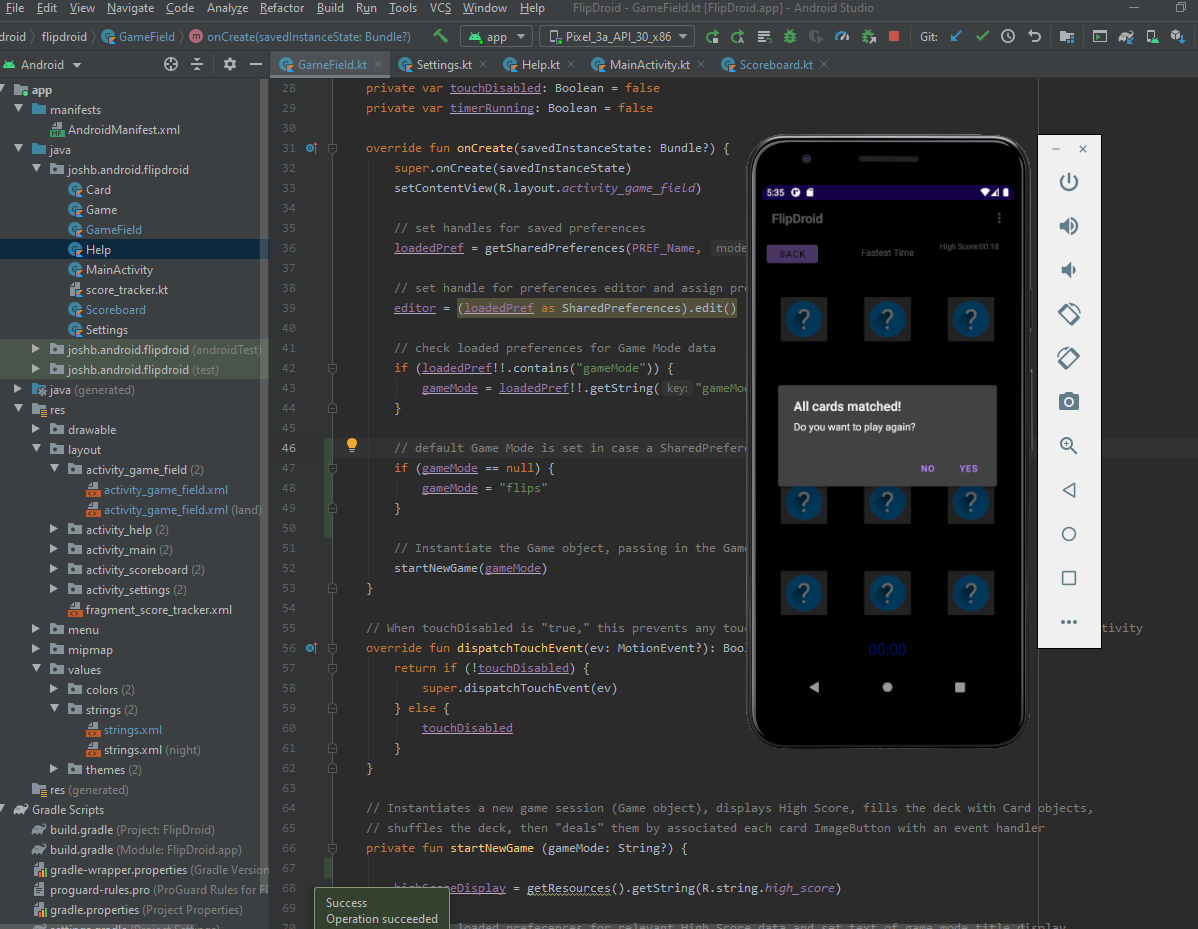 File Edit View Navigate Code Analyze Refactor Build Run Tools VCS Window Help FlipDroid - GameField.kt [FlipDroid.app] - Android Studio
droid flipdroid GameField onCreate(savedInstanceState: Bundle?) app Pixel_3a_API_30_x86 Git:
Android
GameField.kt Settings.kt Help.kt MainActivity.kt Scoreboard.kt
app
manifests
AndroidManifest.xml
java
joshb.android.flipdroid
Card
Game
GameField
Help
MainActivity
score_tracker.kt
Scoreboard
Settings
joshb.android.flipdroid (androidTest)
joshb.android.flipdroid (test)
java (generated)
res
drawable
layout
activity_game_field (2)
activity_game_field.xml
activity_game_field.xml (land)
activity_help (2)
activity_main (2)
activity_scoreboard (2)
activity_settings (2)
fragment_score_tracker.xml
menu
mipmap
values
colors (2)
strings (2)
strings.xml
strings.xml (night)
themes (2)
res (generated)
Gradle Scripts
build.gradle (Project: FlipDroid)
build.gradle (Module: FlipDroid.app)
gradle-wrapper.properties (Gradle Version
proguard-rules.pro (ProGuard Rules for Fl
gradle.properties (Project Properties)
settings.gradle (Project Settings)
28 private var touchDisabled: Boolean = false
29 private var timerRunning: Boolean = false
30
31 override fun onCreate(savedInstanceState: Bundle?) {
32 super.onCreate(savedInstanceState)
33 setContentView(R.layout.activity_game_field)
34
35 // set handles for saved preferences
36 loadedPref = getSharedPreferences(PREF_Name, mode
37
38 // set handle for preferences editor and assign pre
39 editor = (loadedPref as SharedPreferences).edit()
40
41 // check loaded preferences for Game Mode data
42 if (loadedPref!!.contains("gameMode")) {
43 gameMode = loadedPref!!.getString( key: "gameMo
44 }
45
46 // default Game Mode is set in case a SharedPrefere
47 if (gameMode == null) {
48 gameMode = "flips"
49 }
50
51 // Instantiate the Game object, passing in the Gam
52 startNewGame(gameMode)
53 }
54
55 // When touchDisabled is "true," this prevents any touc tivity
56 override fun dispatchTouchEvent(ev: MotionEvent?): Bool
57 return if (!touchDisabled) {
58 super.dispatchTouchEvent(ev)
59 } else {
60 touchDisabled
61 }
62 }
63
64 // Instantiates a new game session (Game object), displays High Score, fills the deck with Card objects,
65 // shuffles the deck, then "deals" them by associated each card ImageButton with an event handler
66 private fun startNewGame (gameMode: String?) {
67
68 highScoreDisplay = getResources().getString(R.string.high_score)
69
70 loaded preferences for relevant High Score data and set text of game mode title display
Success
Operation succeeded
5:35
FlipDroid
BACK Fastest Time High Score:00:18
? ? ?
All cards matched!
Do you want to play again?
NO YES
? ? ?
? ? ?
00:00